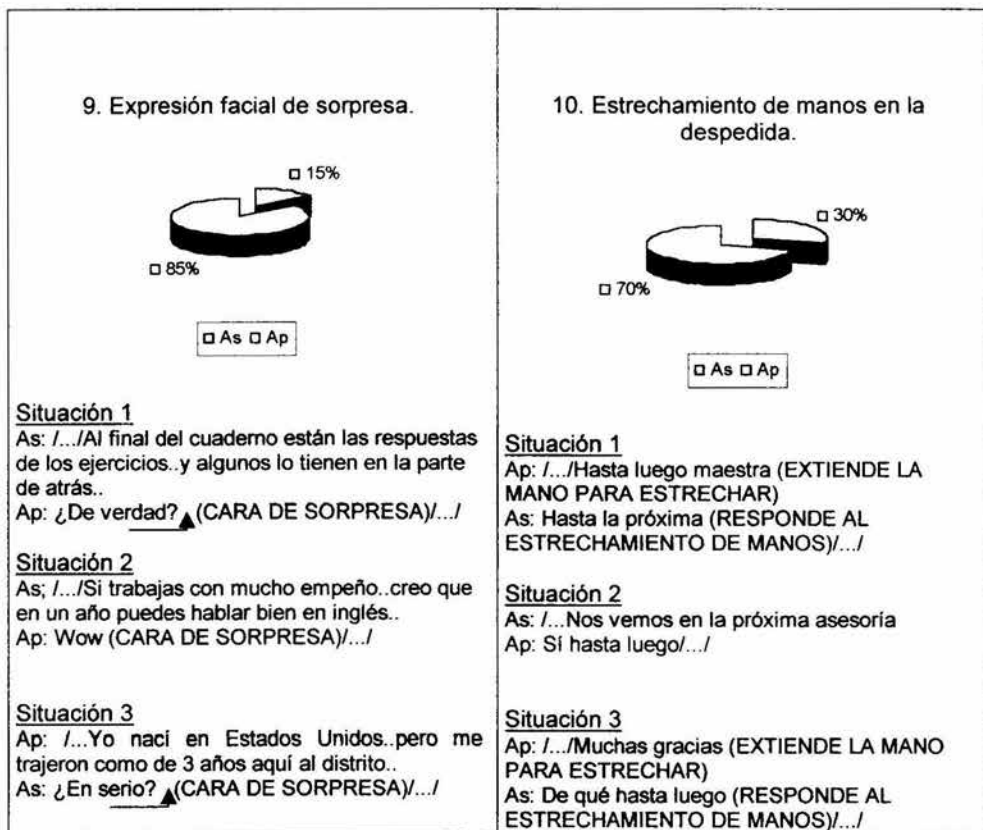 9. Expresión facial de sorpresa.
□ 15%
□ 85%
□ As □ Ap
Situación 1
As: /.../Al final del cuaderno están las respuestas
de los ejercicios..y algunos lo tienen en la parte
de atrás..
Ap: ¿De verdad?▲(CARA DE SORPRESA)/.../
Situación 2
As; /.../Si trabajas con mucho empeño..creo que
en un año puedes hablar bien en inglés..
Ap: Wow (CARA DE SORPRESA)/.../
Situación 3
Ap: /...Yo nací en Estados Unidos..pero me
trajeron como de 3 años aquí al distrito..
As: ¿En serio? ▲(CARA DE SORPRESA)/.../
10. Estrechamiento de manos en la
despedida.
□ 30%
□ 70%
□ As □ Ap
Situación 1
Ap: /.../Hasta luego maestra (EXTIENDE LA
MANO PARA ESTRECHAR)
As: Hasta la próxima (RESPONDE AL
ESTRECHAMIENTO DE MANOS)/.../
Situación 2
As: /...Nos vemos en la próxima asesoría
Ap: Sí hasta luego/.../
Situación 3
Ap: /.../Muchas gracias (EXTIENDE LA MANO
PARA ESTRECHAR)
As: De qué hasta luego (RESPONDE AL
ESTRECHAMIENTO DE MANOS)/.../